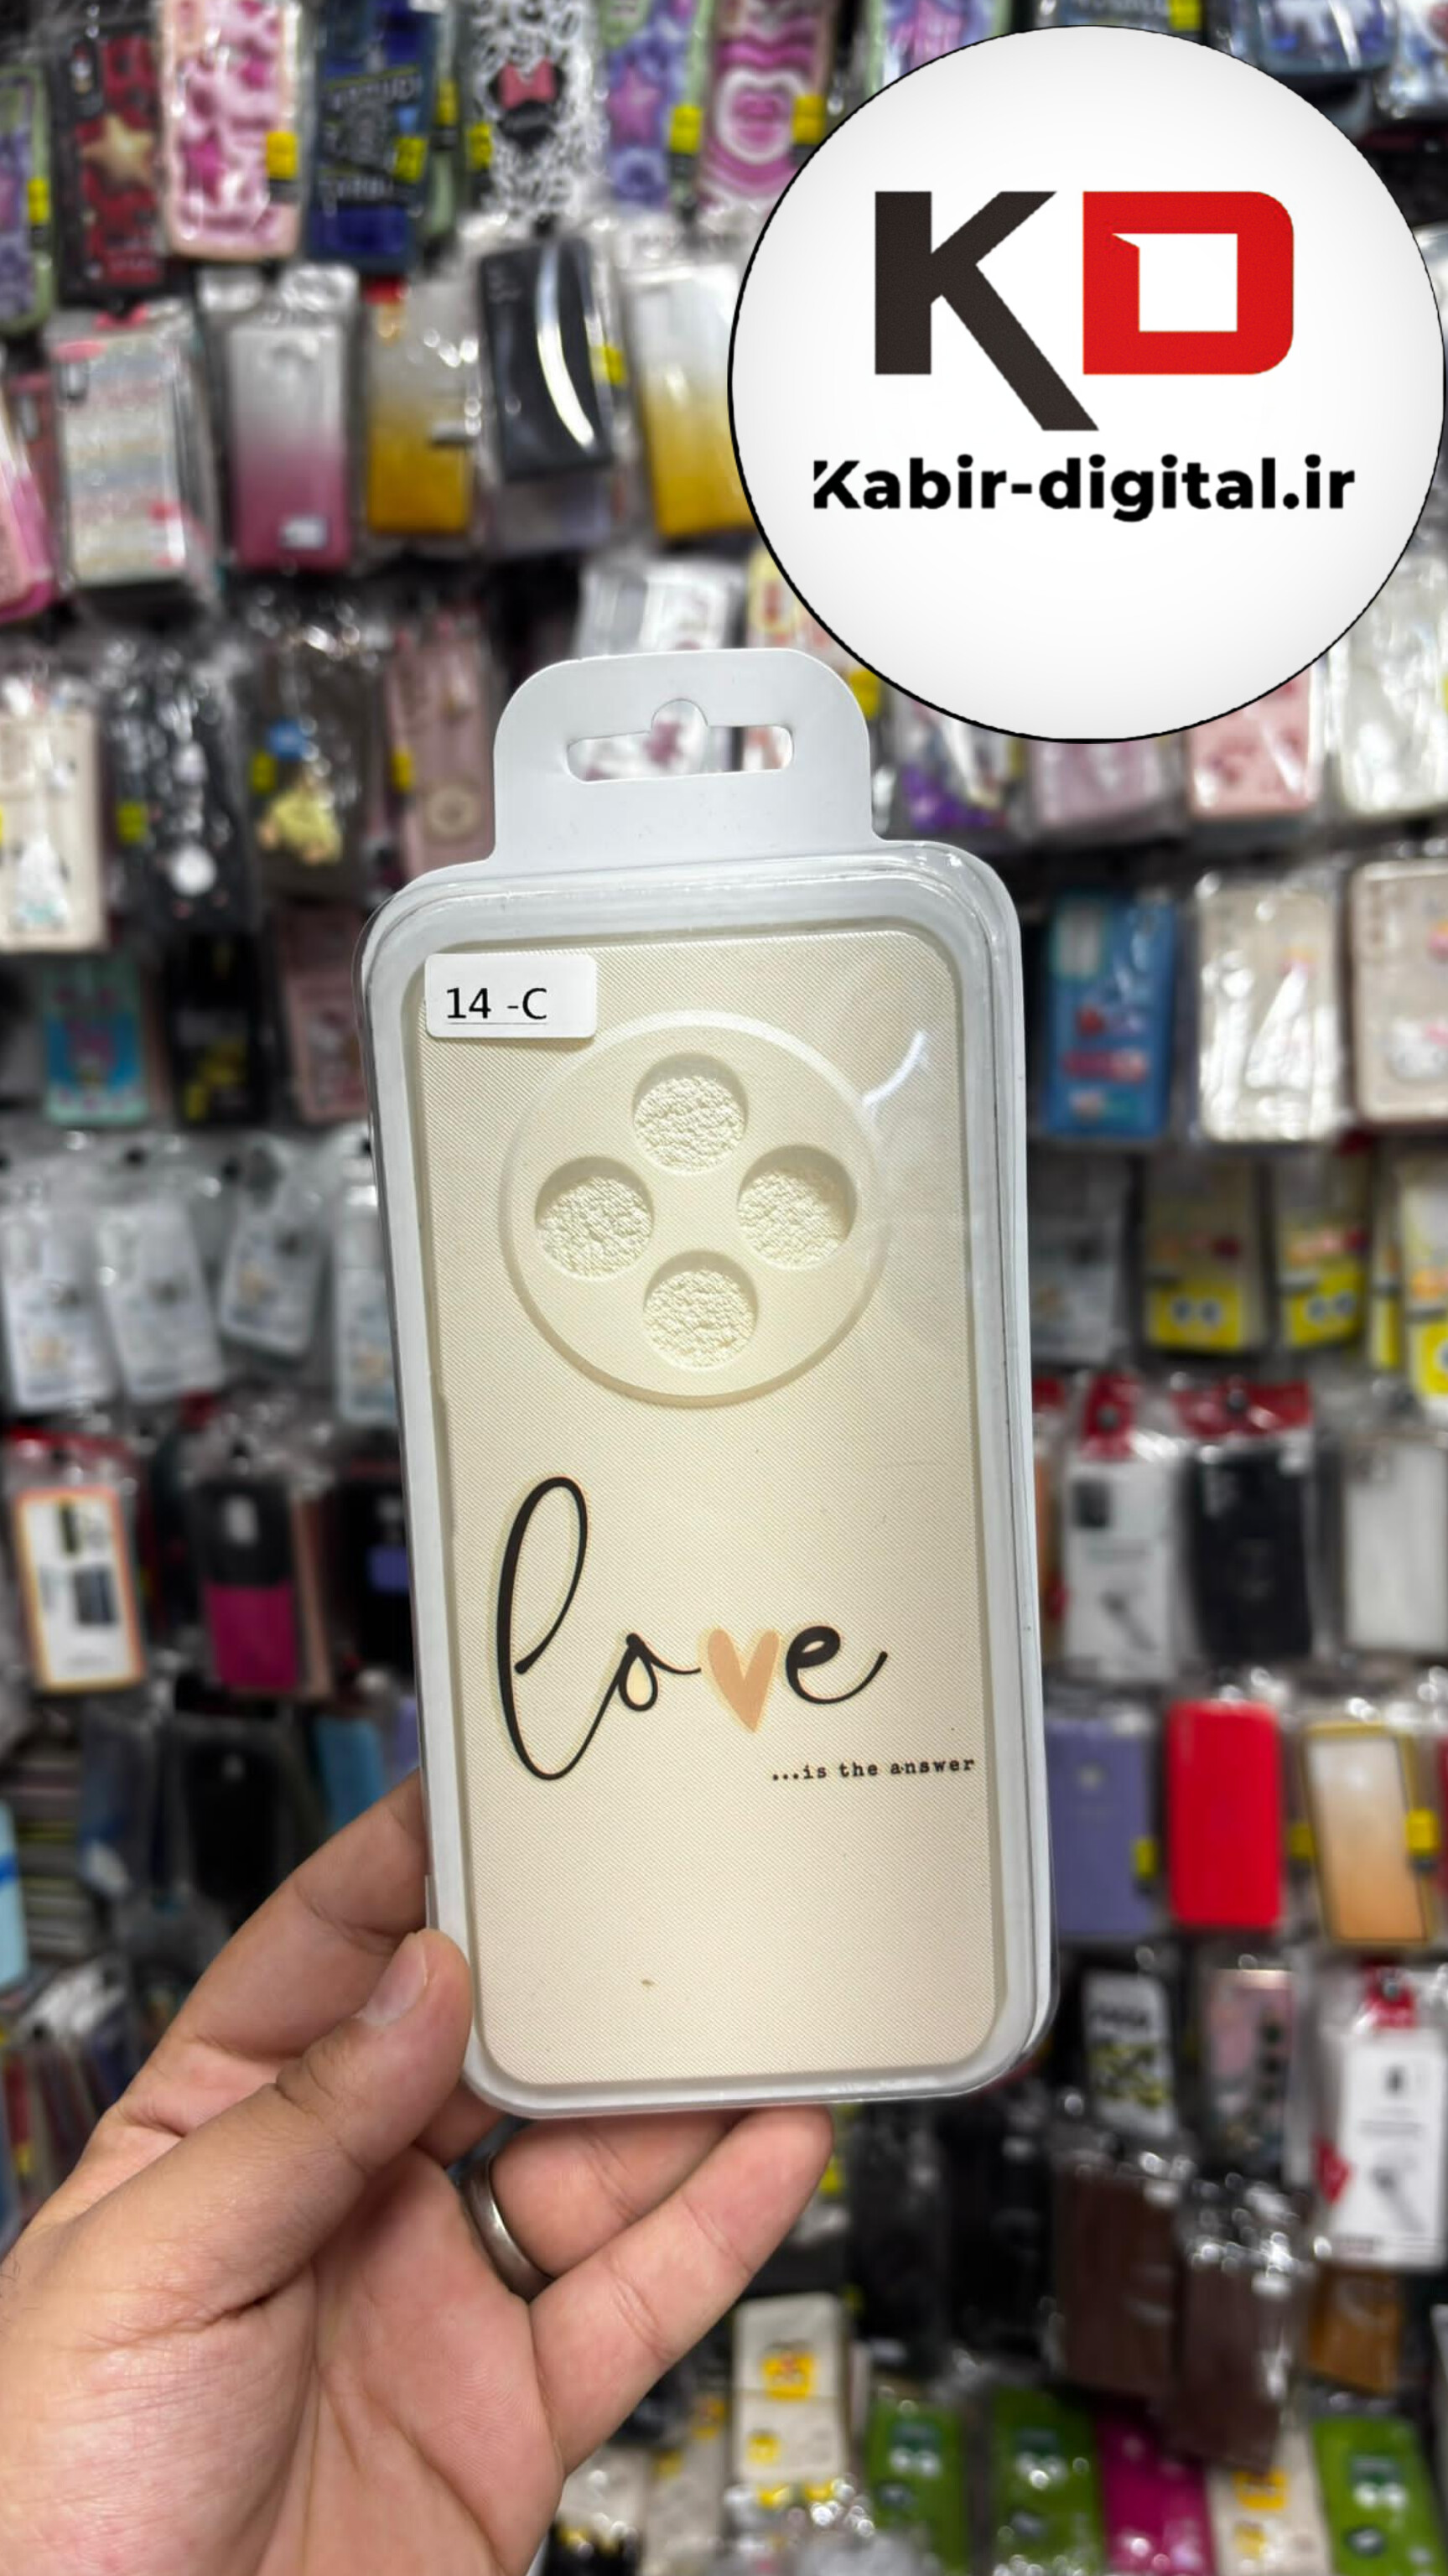 KD
Kabir-digital.ir
14 -C
love
...is the answer